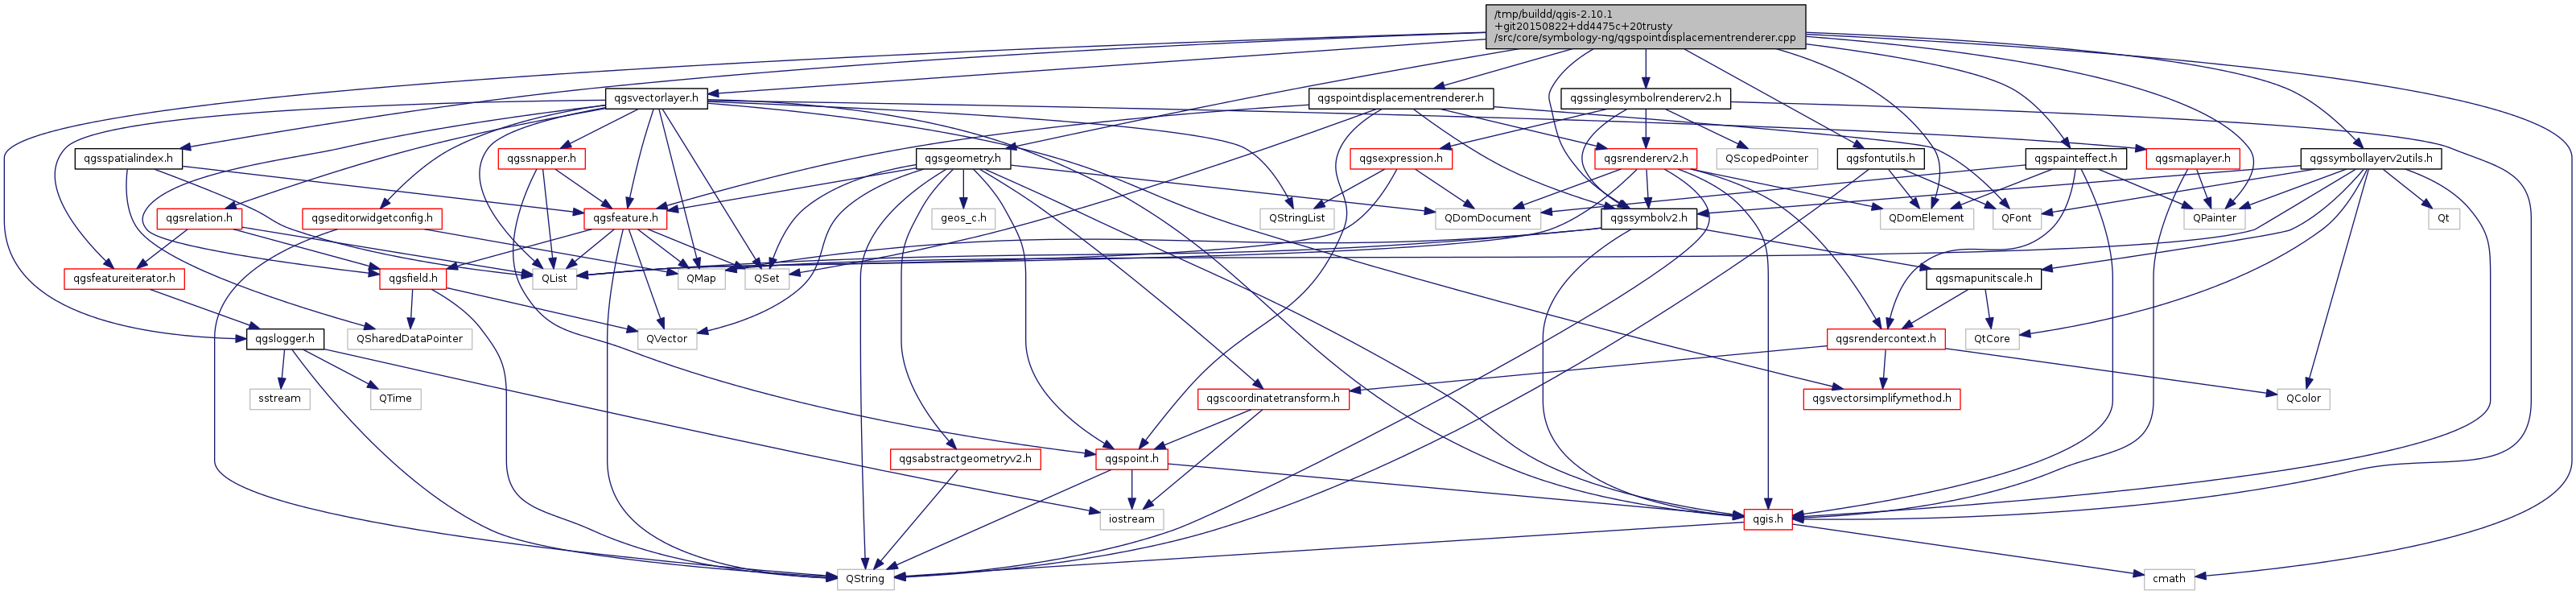 /tmp/buildd/qgis-2.10.1
+git20150822+dd4475c+20trusty
/src/core/symbology-ng/qgspointdisplacementrenderer.cpp
qgsvectorlayer.h
qgspointdisplacementrenderer.h
qgssinglesymbolrendererv2.h
qgsspatialindex.h
qgssnapper.h
qgsgeometry.h
qgsexpression.h
qgsrendererv2.h
QScopedPointer
qgsfontutils.h
qgspainteffect.h
qgsmaplayer.h
qgssymbollayerv2utils.h
qgsrelation.h
qgseditorwidgetconfig.h
qgsfeature.h
geos_c.h
QStringList
QDomDocument
qgssymbolv2.h
QDomElement
QFont
QPainter
Qt
qgsfeatureiterator.h
qgsfield.h
QList
QMap
QSet
qgsmapunitscale.h
qgslogger.h
QSharedDataPointer
QVector
qgsrendercontext.h
QtCore
sstream
QTime
qgscoordinatetransform.h
qgsvectorsimplifymethod.h
QColor
qgsabstractgeometryv2.h
qgspoint.h
iostream
qgis.h
QString
cmath